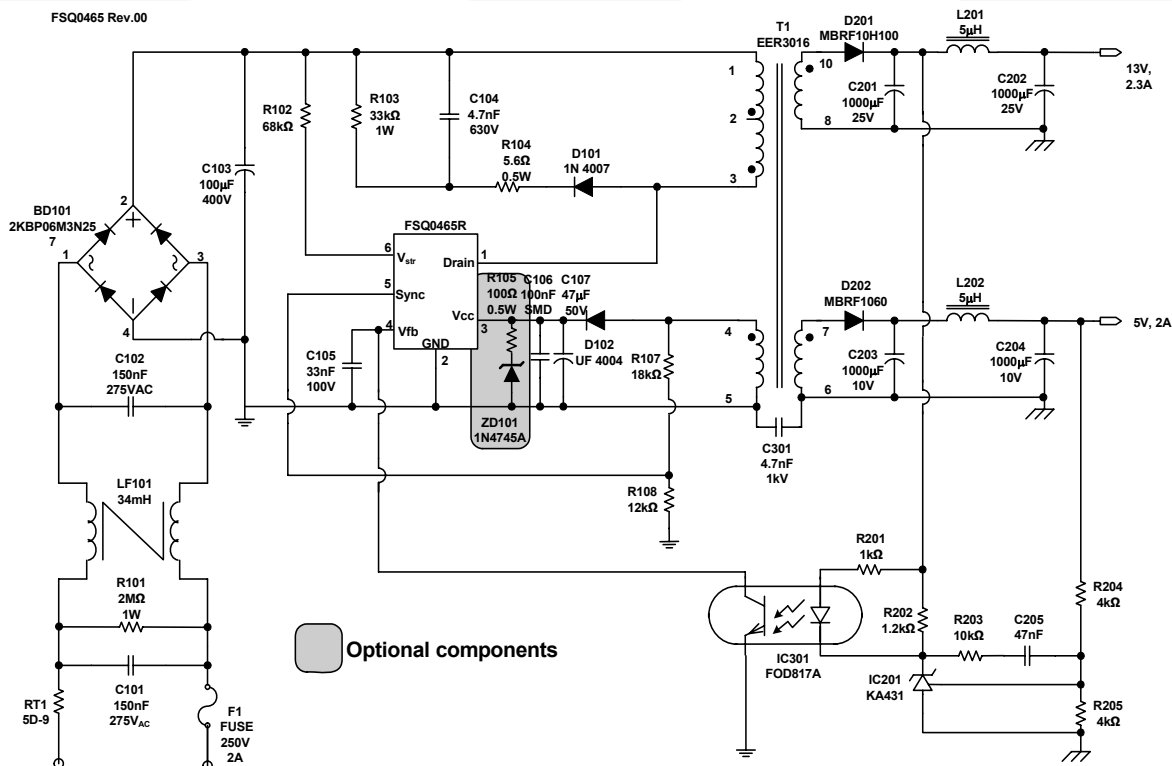 FSQ0465 Rev.00
T1
EER3016
D201
MBRF10H100
L201
5µH
1
2
3
10
8
C201
1000µF
25V
C202
1000µF
25V
13V,
2.3A
R102
68kΩ
R103
33kΩ
1W
C104
4.7nF
630V
R104
5.6Ω
0.5W
D101
1N 4007
C103
100µF
400V
BD101
2KBP06M3N25
7
2
1
3
4
FSQ0465R
6
Vstr
5
Sync
4
Vfb
Drain
1
Vcc
3
GND
2
R105
100Ω
0.5W
C106
100nF
SMD
C107
47µF
50V
D102
UF 4004
ZD101
1N4745A
C105
33nF
100V
R107
18kΩ
R108
12kΩ
4
5
7
6
D202
MBRF1060
L202
5µH
C203
1000µF
10V
C204
1000µF
10V
5V, 2A
C301
4.7nF
1kV
C102
150nF
275VAC
LF101
34mH
R101
2MΩ
1W
C101
150nF
275VAC
RT1
5D-9
F1
FUSE
250V
2A
Optional components
R201
1kΩ
R202
1.2kΩ
R203
10kΩ
C205
47nF
R204
4kΩ
R205
4kΩ
IC301
FOD817A
IC201
KA431